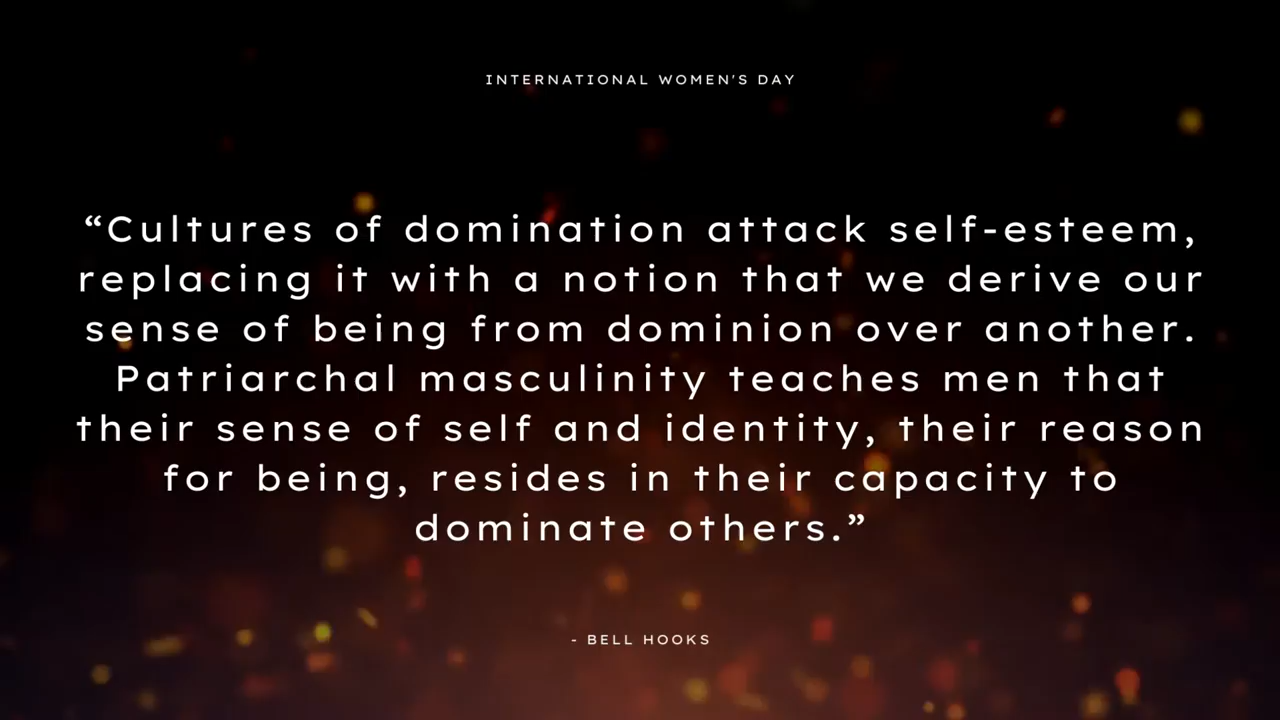 INTERNATIONAL WOMEN'S DAY
“Cultures of domination attack self-esteem,
replacing it with a notion that we derive our
sense of being from dominion over another.
Patriarchal masculinity teaches men that
their sense of self and identity, their reason
for being, resides in their capacity to
dominate others.”
- BELL HOOKS